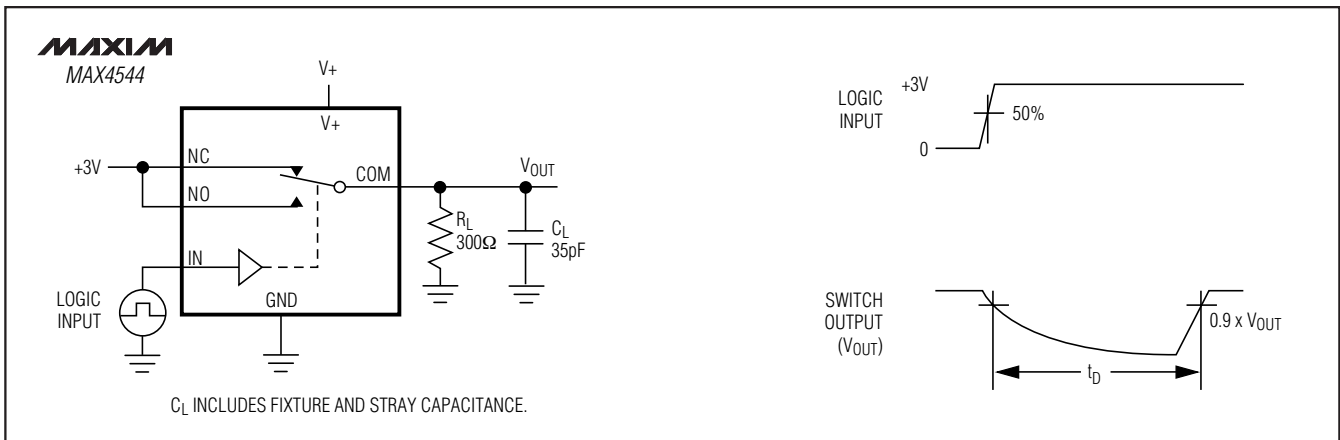 MAXIM
MAX4544
V+
V+
+3V
NC
NO
COM
VOUT
RL
300Ω
CL
35pF
IN
LOGIC
INPUT
GND
CL INCLUDES FIXTURE AND STRAY CAPACITANCE.
LOGIC
INPUT
+3V
50%
0
SWITCH
OUTPUT
(VOUT)
0.9 x VOUT
tD